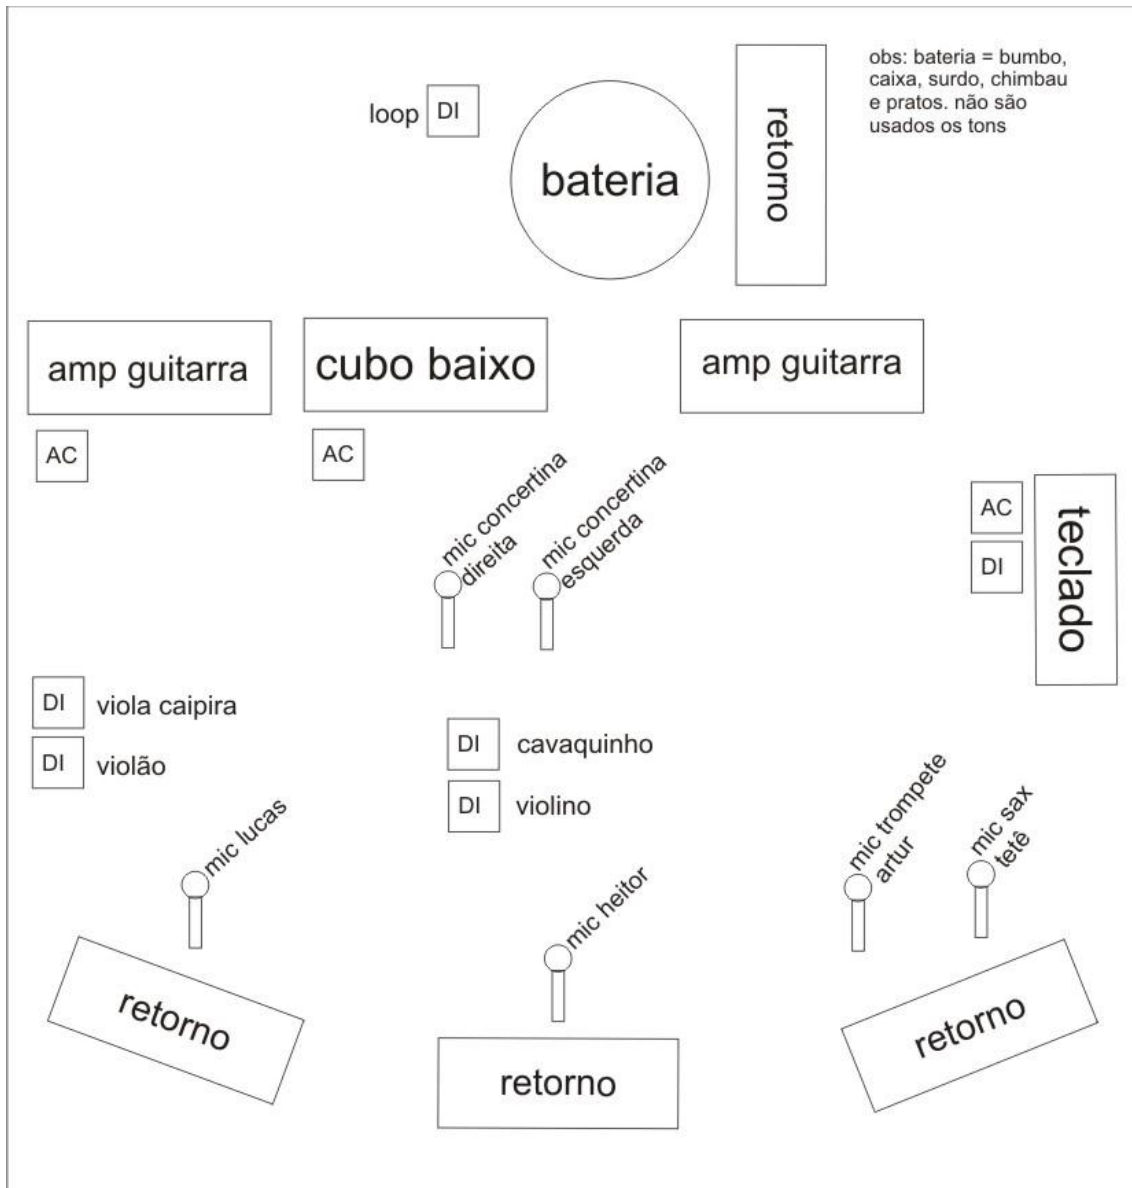 obs: bateria = bumbo,
caixa, surdo, chimbau
e pratos. não são
usados os tons
loop
DI
bateria
retorno
amp guitarra
cubo baixo
amp guitarra
AC
AC
mic concertina
direita
mic concertina
esquerda
AC
DI
teclado
DI
viola caipira
DI
violão
DI
cavaquinho
DI
violino
mic lucas
mic heitor
mic trompete
artur
mic sax
tetê
retorno
retorno
retorno